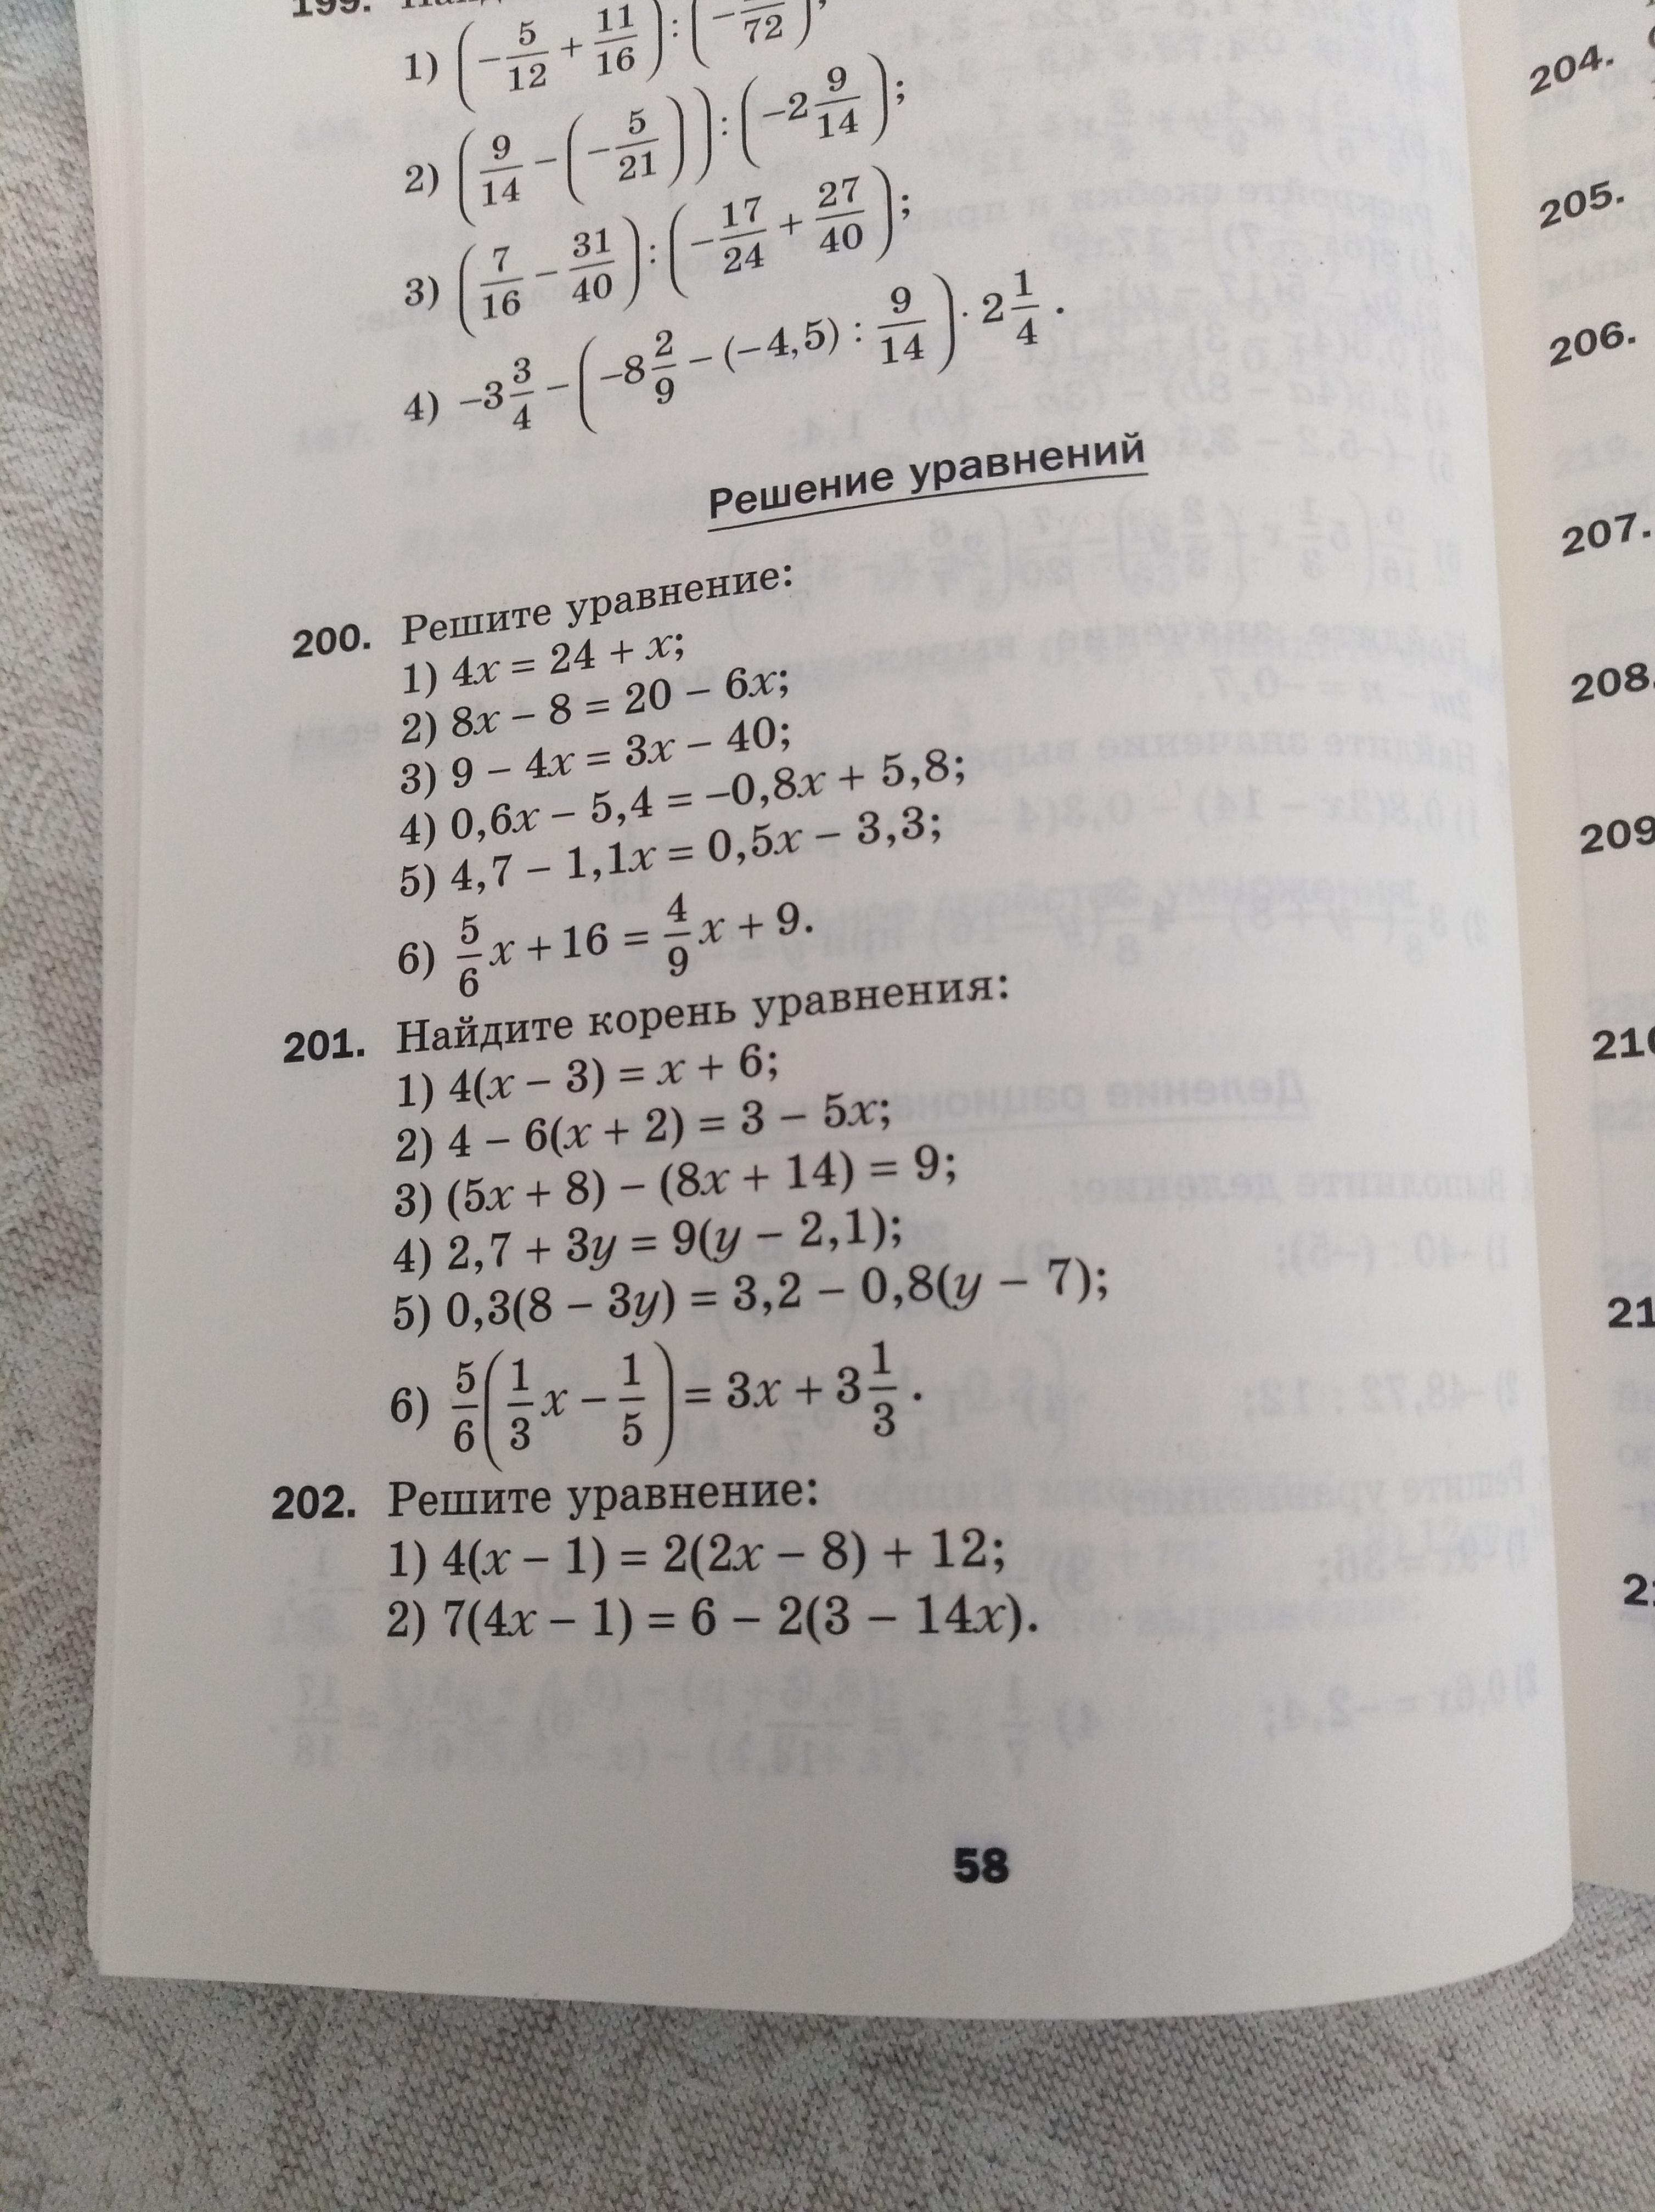 199.
1) (−5/12 + 11/16) : (− /72);
2) (9/14 − (−5/21)) : (−2 9/14);
3) (7/16 − 31/40) : (−17/24 + 27/40);
4) −3 3/4 − (−8 2/9 − (−4,5) : 9/14) · 2 1/4.
Решение уравнений
200. Решите уравнение:
1) 4x = 24 + x;
2) 8x − 8 = 20 − 6x;
3) 9 − 4x = 3x − 40;
4) 0,6x − 5,4 = −0,8x + 5,8;
5) 4,7 − 1,1x = 0,5x − 3,3;
6) 5/6 x + 16 = 4/9 x + 9.
201. Найдите корень уравнения:
1) 4(x − 3) = x + 6;
2) 4 − 6(x + 2) = 3 − 5x;
3) (5x + 8) − (8x + 14) = 9;
4) 2,7 + 3y = 9(y − 2,1);
5) 0,3(8 − 3y) = 3,2 − 0,8(y − 7);
6) 5/6 (1/3 x − 1/5) = 3x + 3 1/3.
202. Решите уравнение:
1) 4(x − 1) = 2(2x − 8) + 12;
2) 7(4x − 1) = 6 − 2(3 − 14x).
58
204.
205.
206.
207.
208.
209